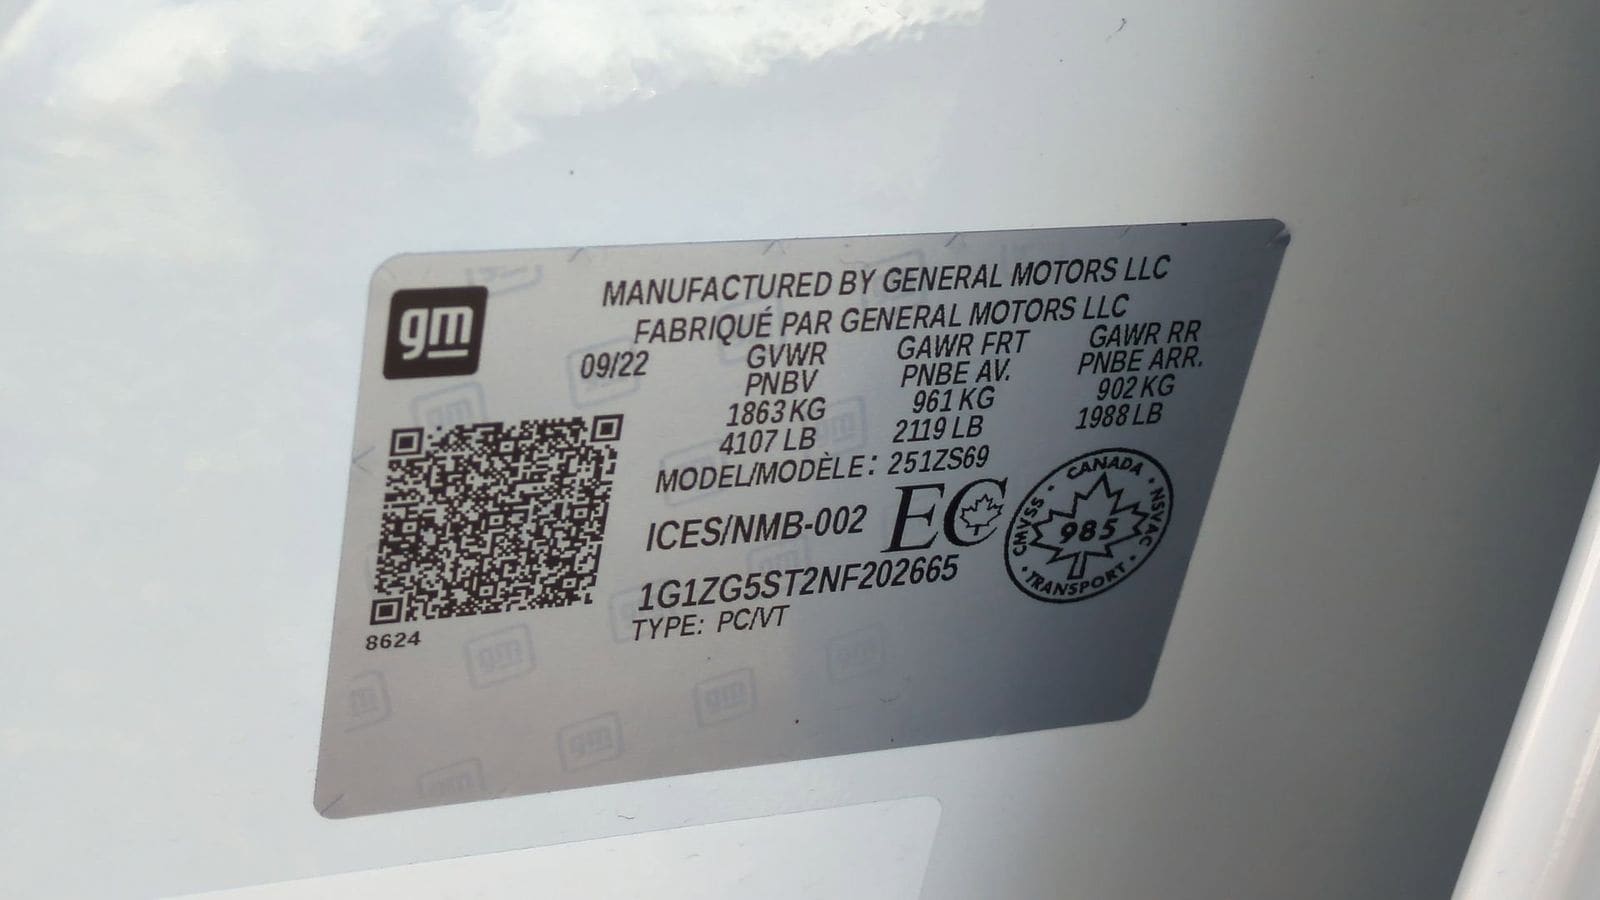 gm
MANUFACTURED BY GENERAL MOTORS LLC
FABRIQUÉ PAR GENERAL MOTORS LLC
09/22
GVWR
PNBV
1863 KG
4107 LB
GAWR FRT
PNBE AV.
961 KG
2119 LB
GAWR RR
PNBE ARR.
902 KG
1988 LB
MODEL/MODÈLE: 251ZS69
ICES/NMB-002 EC
CANADA
CMVSS 985 NSVAC
TRANSPORT
1G1ZG5ST2NF202665
TYPE: PC/VT
8624